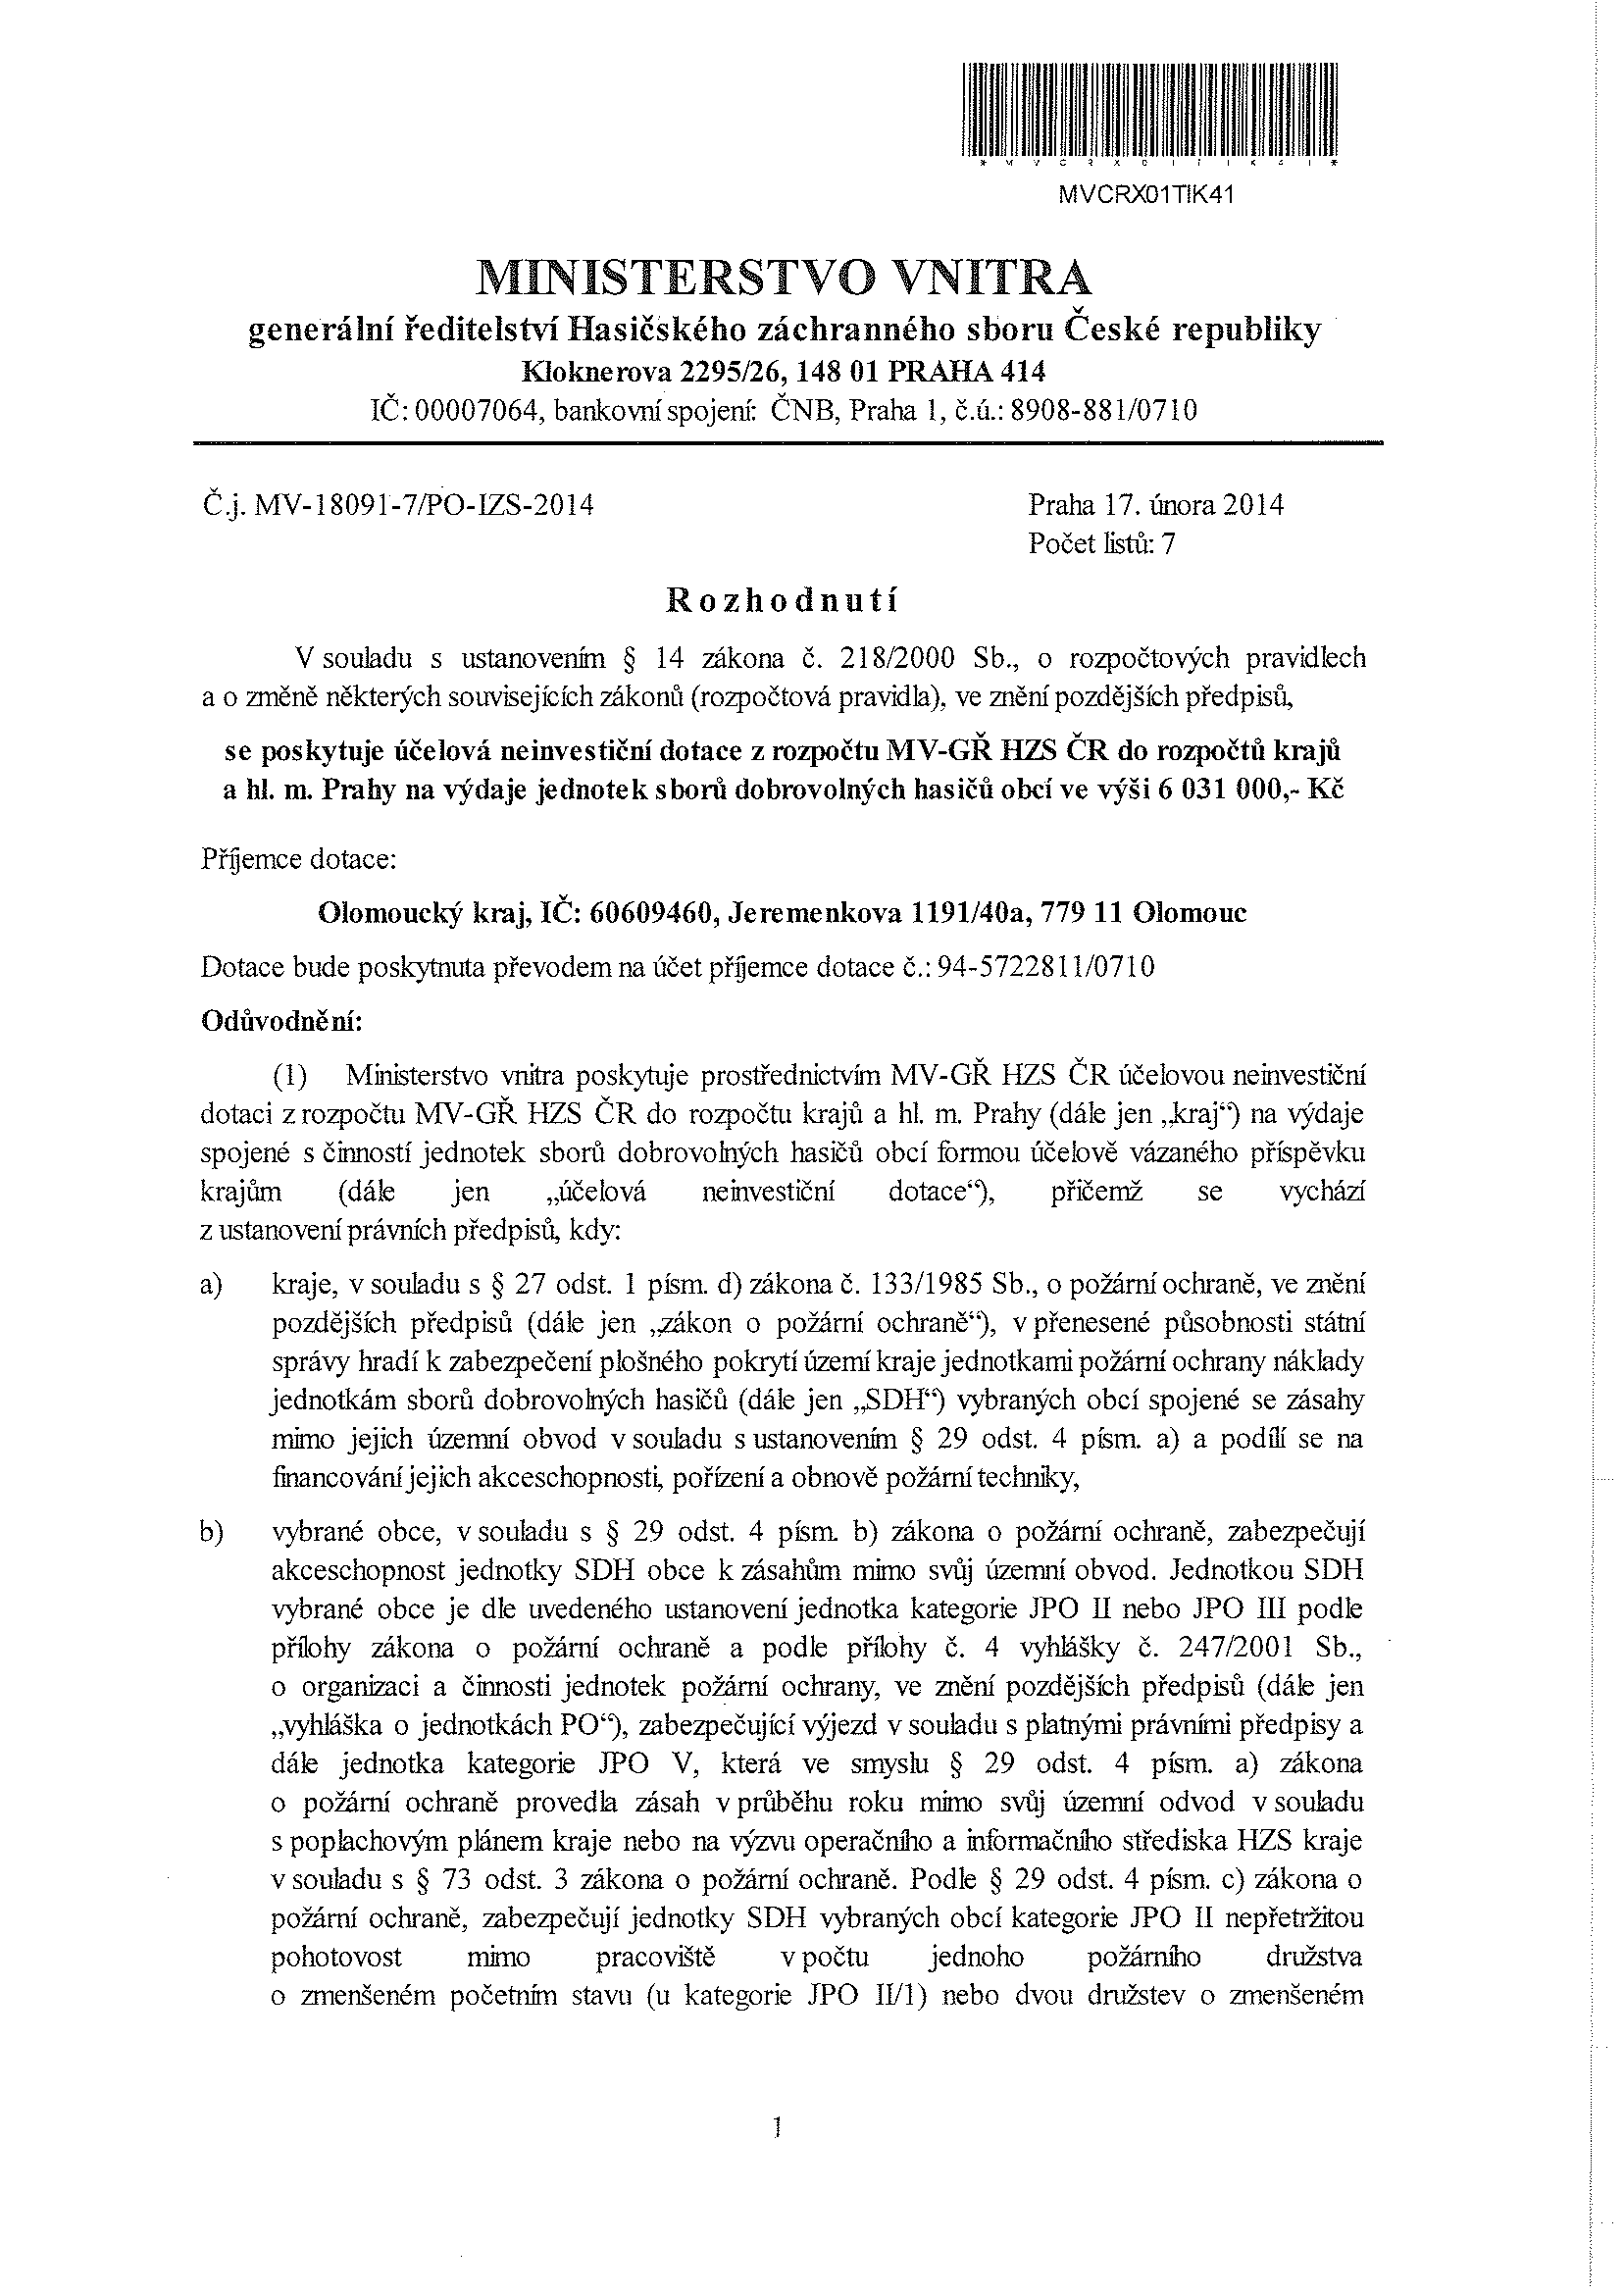 * M V C R X 0 1 T I K 4 1 *
MVCRX01TIK41
MINISTERSTVO VNITRA
generální ředitelství Hasičského záchranného sboru České republiky
Kloknerova 2295/26, 148 01 PRAHA 414
IČ: 00007064, bankovní spojení: ČNB, Praha 1, č.ú.: 8908-881/0710
Č.j. MV-18091-7/PO-IZS-2014
Praha 17. února 2014
Počet listů: 7
Rozhodnutí
V souladu s ustanovením § 14 zákona č. 218/2000 Sb., o rozpočtových pravidlech
a o změně některých souvisejících zákonů (rozpočtová pravidla), ve znění pozdějších předpisů,
se poskytuje účelová neinvestiční dotace z rozpočtu MV-GŘ HZS ČR do rozpočtů krajů
a hl. m. Prahy na výdaje jednotek sborů dobrovolných hasičů obcí ve výši 6 031 000,- Kč
Příjemce dotace:
Olomoucký kraj, IČ: 60609460, Jeremenkova 1191/40a, 779 11 Olomouc
Dotace bude poskytnuta převodem na účet příjemce dotace č.: 94-5722811/0710
Odůvodnění:
(1) Ministerstvo vnitra poskytuje prostřednictvím MV-GŘ HZS ČR účelovou neinvestiční
dotaci z rozpočtu MV-GŘ HZS ČR do rozpočtu krajů a hl. m. Prahy (dále jen „kraj“) na výdaje
spojené s činností jednotek sborů dobrovolných hasičů obcí formou účelově vázaného příspěvku
krajům (dále jen „účelová neinvestiční dotace“), přičemž se vychází
z ustanovení právních předpisů, kdy:
a) kraje, v souladu s § 27 odst. 1 písm. d) zákona č. 133/1985 Sb., o požární ochraně, ve znění
pozdějších předpisů (dále jen „zákon o požární ochraně“), v přenesené působnosti státní
správy hradí k zabezpečení plošného pokrytí území kraje jednotkami požární ochrany náklady
jednotkám sborů dobrovolných hasičů (dále jen „SDH“) vybraných obcí spojené se zásahy
mimo jejich územní obvod v souladu s ustanovením § 29 odst. 4 písm. a) a podílí se na
financování jejich akceschopnosti, pořízení a obnově požární techniky,
b) vybrané obce, v souladu s § 29 odst. 4 písm. b) zákona o požární ochraně, zabezpečují
akceschopnost jednotky SDH obce k zásahům mimo svůj územní obvod. Jednotkou SDH
vybrané obce je dle uvedeného ustanovení jednotka kategorie JPO II nebo JPO III podle
přílohy zákona o požární ochraně a podle přílohy č. 4 vyhlášky č. 247/2001 Sb.,
o organizaci a činnosti jednotek požární ochrany, ve znění pozdějších předpisů (dále jen
„vyhláška o jednotkách PO“), zabezpečující výjezd v souladu s platnými právními předpisy a
dále jednotka kategorie JPO V, která ve smyslu § 29 odst. 4 písm. a) zákona
o požární ochraně provedla zásah v průběhu roku mimo svůj územní odvod v souladu
s poplachovým plánem kraje nebo na výzvu operačního a informačního střediska HZS kraje
v souladu s § 73 odst. 3 zákona o požární ochraně. Podle § 29 odst. 4 písm. c) zákona o
požární ochraně, zabezpečují jednotky SDH vybraných obcí kategorie JPO II nepřetržitou
pohotovost mimo pracoviště v počtu jednoho požárního družstva
o zmenšeném početním stavu (u kategorie JPO II/1) nebo dvou družstev o zmenšeném
1